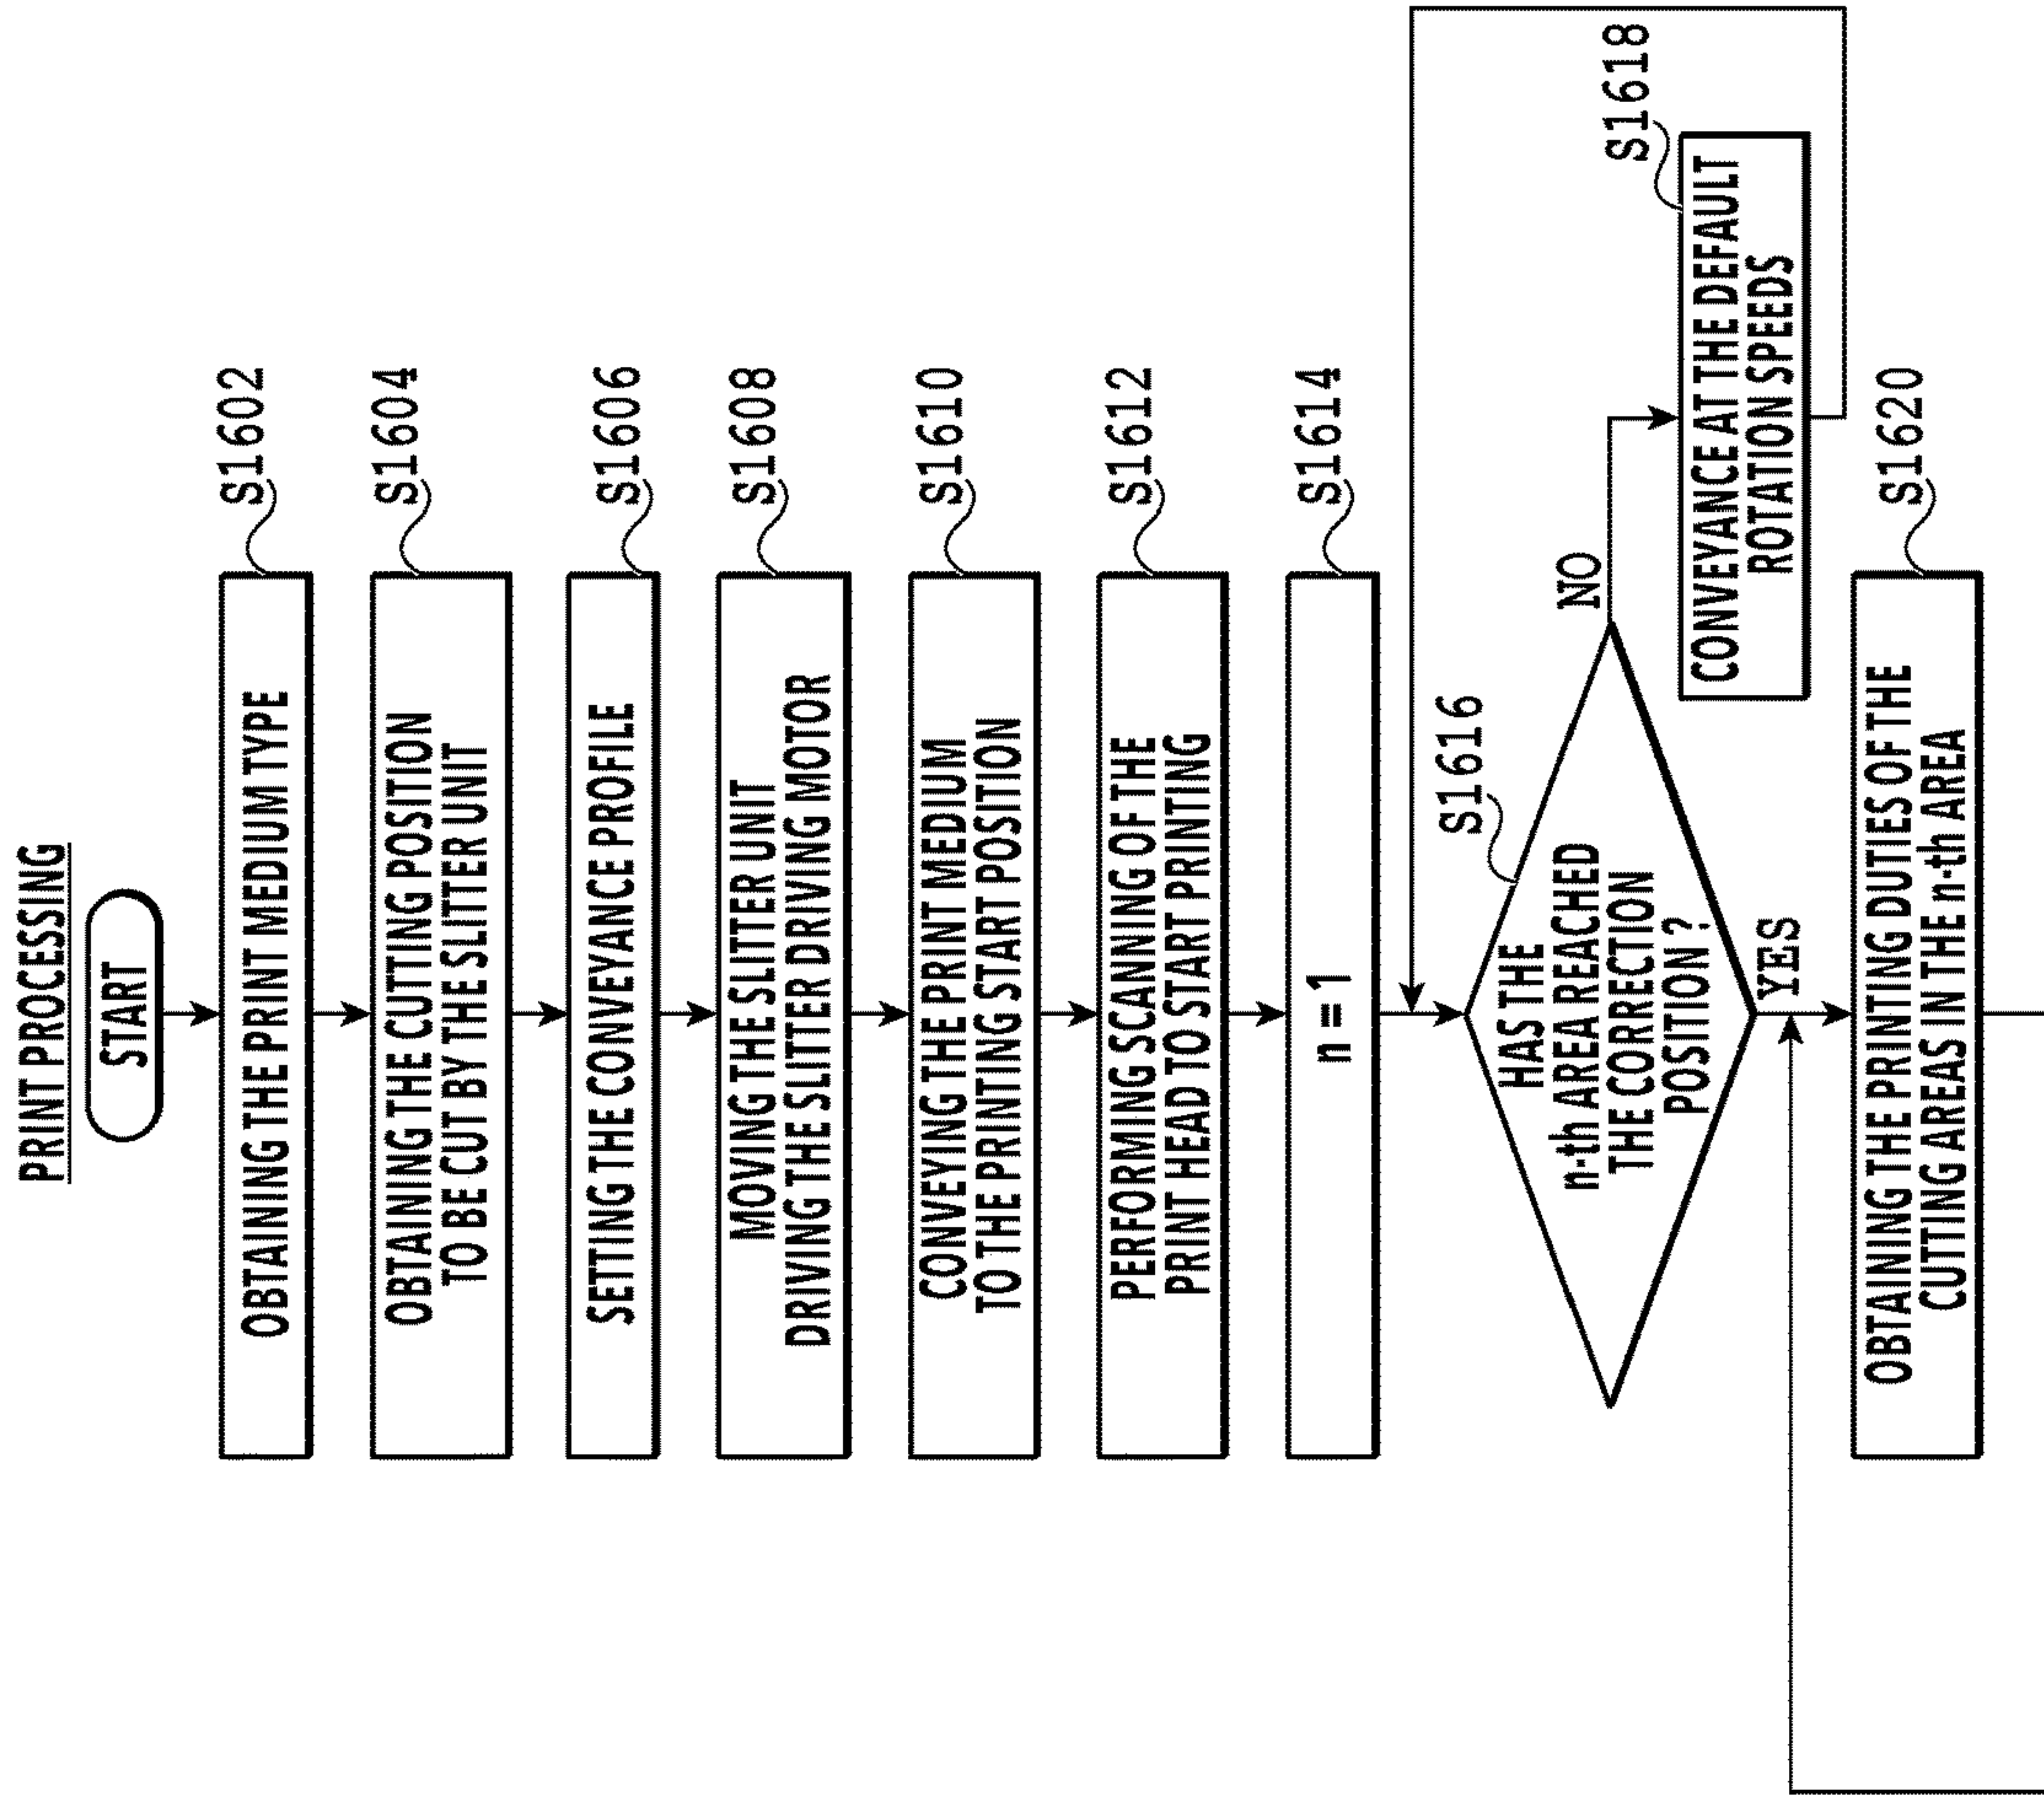 PRINT PROCESSING
START
S1602
OBTAINING THE PRINT MEDIUM TYPE
S1604
OBTAINING THE CUTTING POSITION
TO BE CUT BY THE SLITTER UNIT
S1606
SETTING THE CONVEYANCE PROFILE
S1608
MOVING THE SLITTER UNIT
DRIVING THE SLITTER DRIVING MOTOR
S1610
CONVEYING THE PRINT MEDIUM
TO THE PRINTING START POSITION
S1612
PERFORMING SCANNING OF THE
PRINT HEAD TO START PRINTING
S1614
n = 1
S1616
HAS THE
n-th AREA REACHED
THE CORRECTION
POSITION ?
NO
S1618
CONVEYANCE AT THE DEFAULT
ROTATION SPEEDS
YES
S1620
OBTAINING THE PRINTING DUTIES OF THE
CUTTING AREAS IN THE n-th AREA